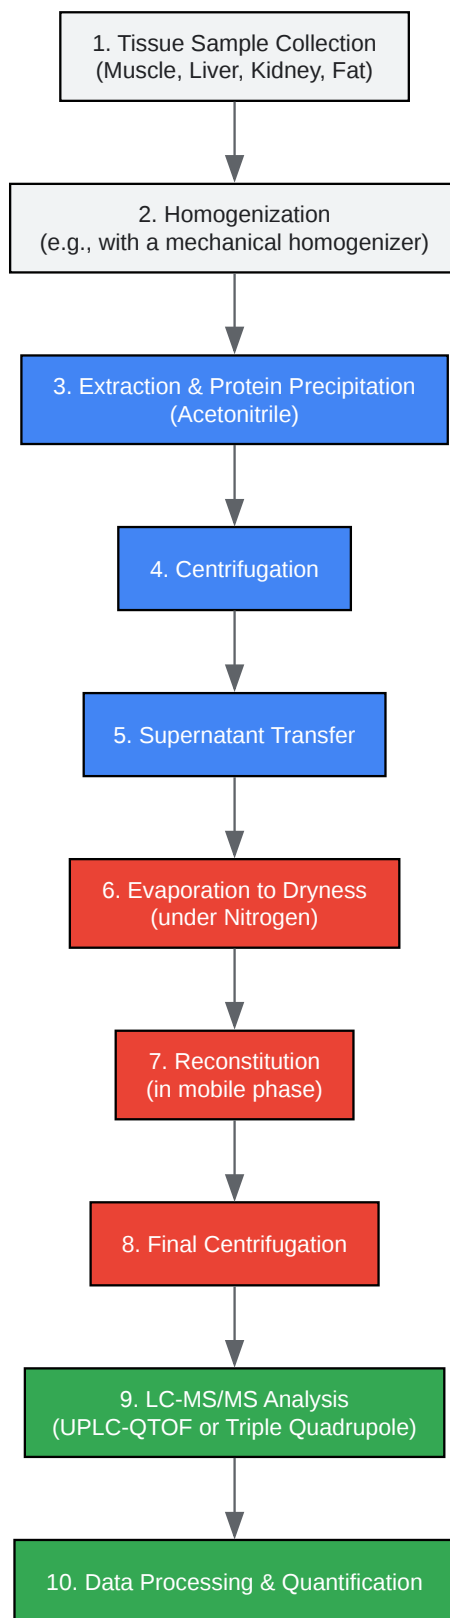 1. Tissue Sample Collection
(Muscle, Liver, Kidney, Fat)
2. Homogenization
(e.g., with a mechanical homogenizer)
3. Extraction & Protein Precipitation
(Acetonitrile)
4. Centrifugation
5. Supernatant Transfer
6. Evaporation to Dryness
(under Nitrogen)
7. Reconstitution
(in mobile phase)
8. Final Centrifugation
9. LC-MS/MS Analysis
(UPLC-QTOF or Triple Quadrupole)
10. Data Processing & Quantification